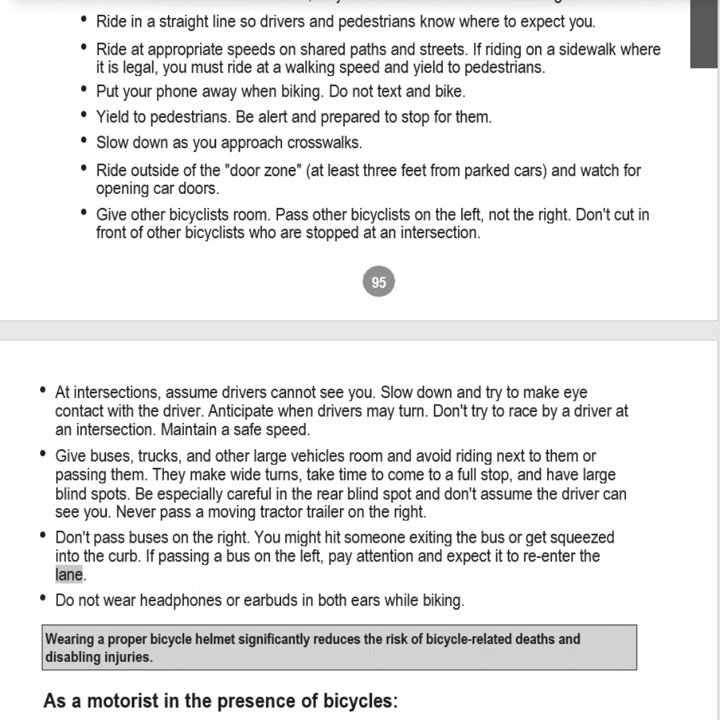 Ride in a straight line so drivers and pedestrians know where to expect you.
Ride at appropriate speeds on shared paths and streets. If riding on a sidewalk where
it is legal, you must ride at a walking speed and yield to pedestrians.
Put your phone away when biking. Do not text and bike.
Yield to pedestrians. Be alert and prepared to stop for them.
Slow down as you approach crosswalks.
Ride outside of the "door zone" (at least three feet from parked cars) and watch for
opening car doors.
Give other bicyclists room. Pass other bicyclists on the left, not the right. Don't cut in
front of other bicyclists who are stopped at an intersection.
95
At intersections, assume drivers cannot see you. Slow down and try to make eye
contact with the driver. Anticipate when drivers may turn. Don't try to race by a driver at
an intersection. Maintain a safe speed.
Give buses, trucks, and other large vehicles room and avoid riding next to them or
passing them. They make wide turns, take time to come to a full stop, and have large
blind spots. Be especially careful in the rear blind spot and don't assume the driver can
see you. Never pass a moving tractor trailer on the right.
Don't pass buses on the right. You might hit someone exiting the bus or get squeezed
into the curb. If passing a bus on the left, pay attention and expect it to re-enter the
lane.
Do not wear headphones or earbuds in both ears while biking.
Wearing a proper bicycle helmet significantly reduces the risk of bicycle-related deaths and
disabling injuries.
As a motorist in the presence of bicycles: